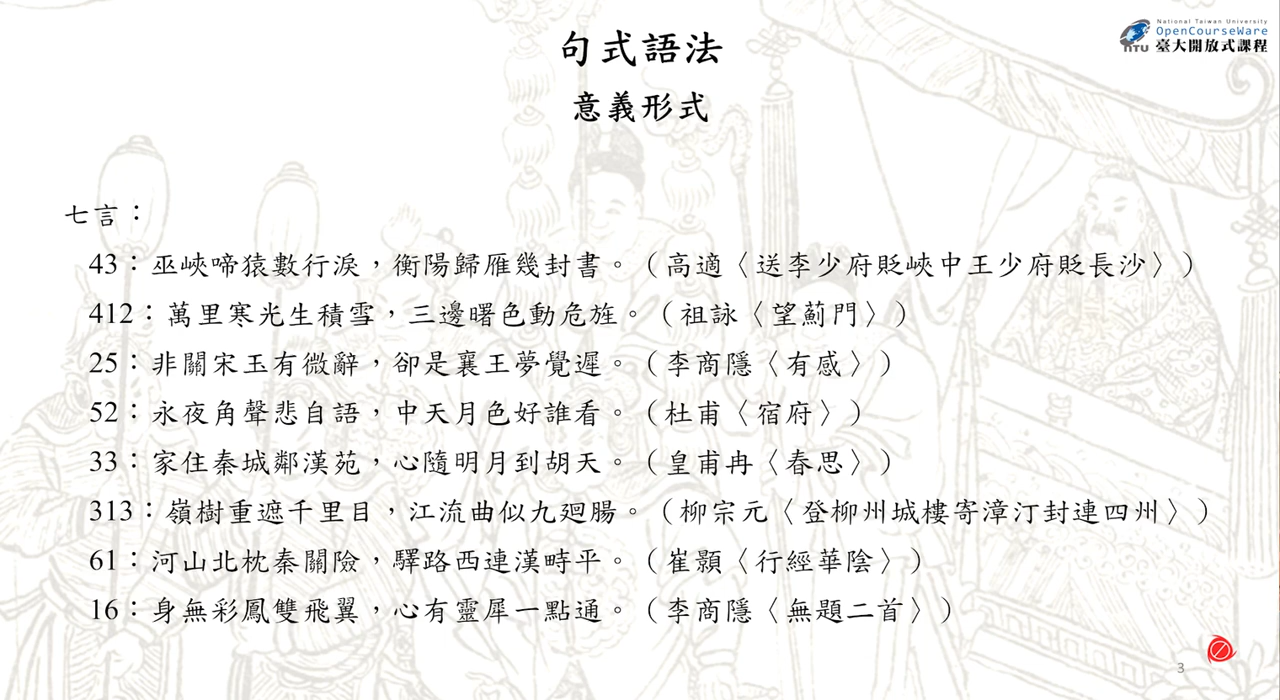 National Taiwan University
OpenCourseWare
臺大開放式課程
NTU
句式語法
意義形式
七言：
43：巫峽啼猿數行淚，衡陽歸雁幾封書。（高適〈送李少府貶峽中王少府貶長沙〉）
412：萬里寒光生積雪，三邊曙色動危旌。（祖詠〈望薊門〉）
25：非關宋玉有微辭，卻是襄王夢覺遲。（李商隱〈有感〉）
52：永夜角聲悲自語，中天月色好誰看。（杜甫〈宿府〉）
33：家住秦城鄰漢苑，心隨明月到胡天。（皇甫冉〈春思〉）
313：嶺樹重遮千里目，江流曲似九迴腸。（柳宗元〈登柳州城樓寄漳汀封連四州〉）
61：河山北枕秦關險，驛路西連漢畤平。（崔顥〈行經華陰〉）
16：身無彩鳳雙飛翼，心有靈犀一點通。（李商隱〈無題二首〉）
3